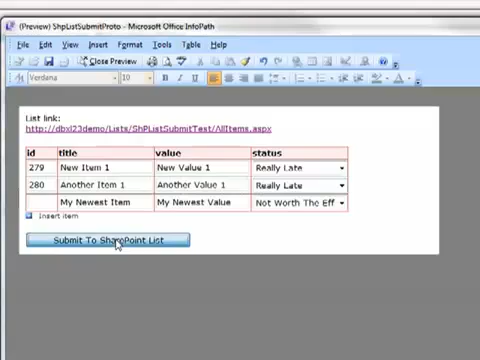 (Preview) ShpListSubmitProto - Microsoft Office InfoPath
File Edit View Insert Format Tools Table Help
Close Preview
Verdana 10 B I U
List link:
http://dbxl23demo/Lists/ShPListSubmitTest/AllItems.aspx
id title value status
279 New Item 1 New Value 1 Really Late
280 Another Item 1 Another Value 1 Really Late
My Newest Item My Newest Value Not Worth The Eff
Insert item
Submit To SharePoint List